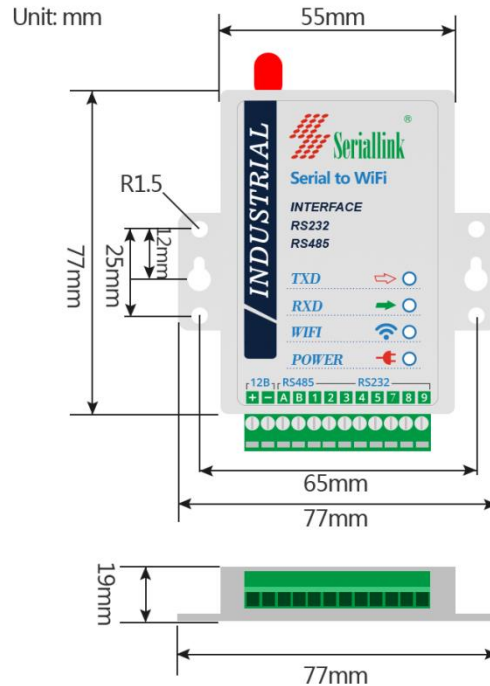 Unit: mm
55mm
INDUSTRIAL
Seriallink ®
Serial to WiFi
R1.5
INTERFACE
RS232
RS485
12mm
25mm
77mm
TXD
RXD
WIFI
POWER
12B RS485 RS232
+ - A B 1 2 3 4 5 7 8 9
65mm
77mm
19mm
77mm